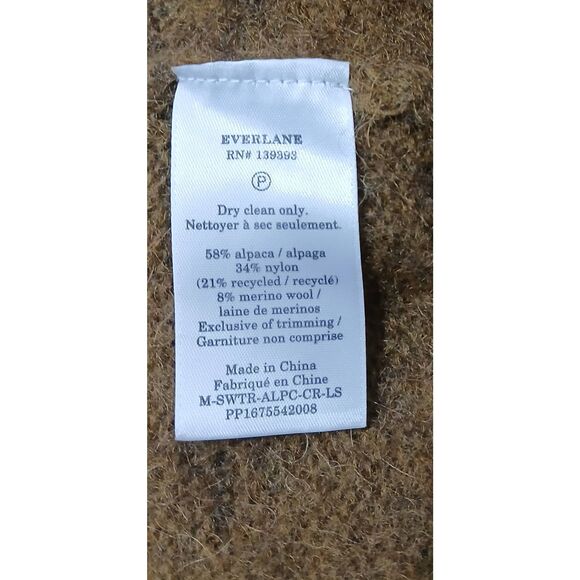 EVERLANE
RN# 139393
P
Dry clean only.
Nettoyer à sec seulement.
58% alpaca / alpaga
34% nylon
(21% recycled / recyclé)
8% merino wool /
laine de merinos
Exclusive of trimming /
Garniture non comprise
Made in China
Fabriqué en Chine
M-SWTR-ALPC-CR-LS
PP1675542008